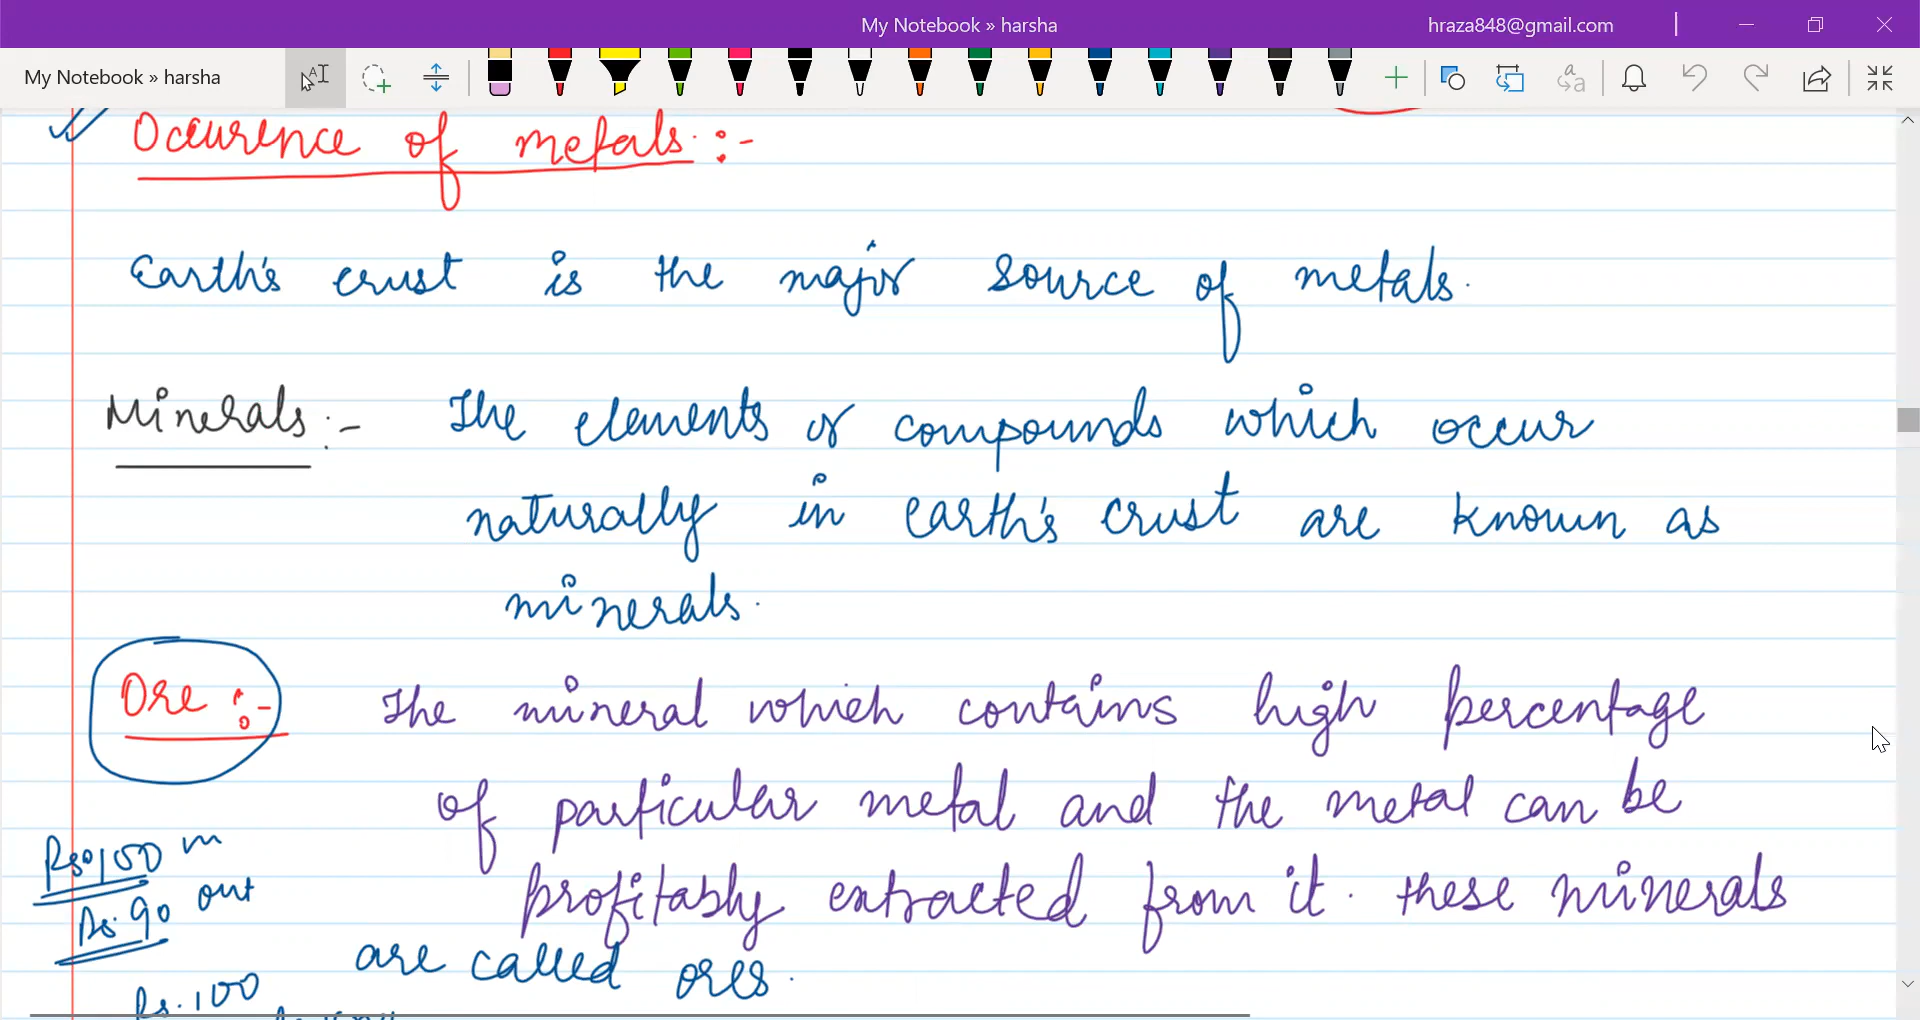 My Notebook » harsha
hraza848@gmail.com
My Notebook » harsha
Occurence of metals :-
Earth's crust is the major source of metals.
Minerals :- The elements or compounds which occur
naturally in earth's crust are known as
minerals.
Ore :- The mineral which contains high percentage
of particular metal and the metal can be
profitably extracted from it. these minerals
are called ores.
Rs 100 in
Rs. 90 out
Rs. 100